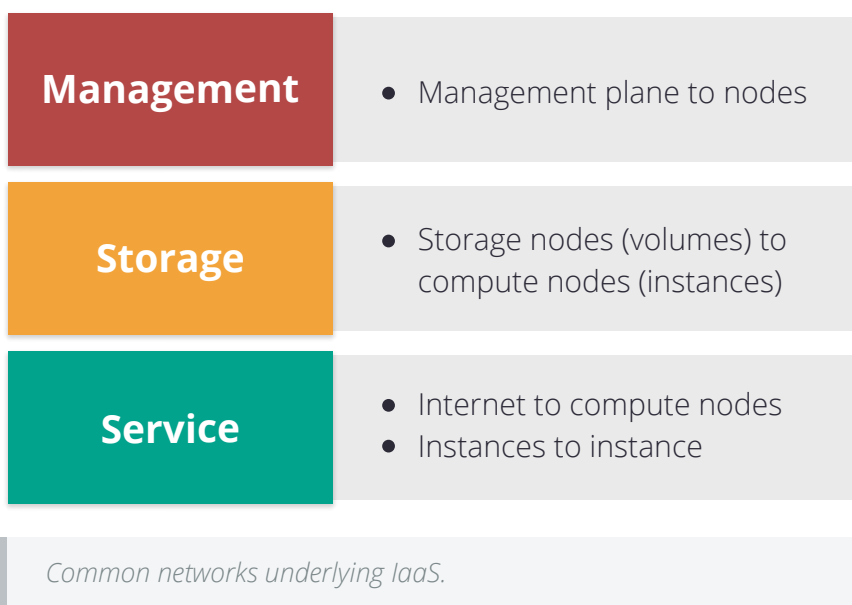 Management
• Management plane to nodes
Storage
• Storage nodes (volumes) to
compute nodes (instances)
Service
• Internet to compute nodes
• Instances to instance
Common networks underlying IaaS.